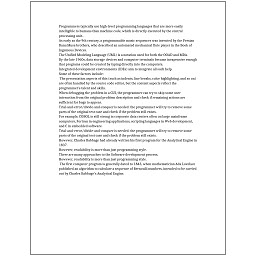 Programmers typically use high-level programming languages that are more easily
intelligible to humans than machine code, which is directly executed by the central
processing unit.
As early as the 9th century, a programmable music sequencer was invented by the Persian
Banu Musa brothers, who described an automated mechanical flute player in the Book of
Ingenious Devices.
The Unified Modeling Language (UML) is a notation used for both the OOAD and MDA.
By the late 1960s, data storage devices and computer terminals became inexpensive enough
that programs could be created by typing directly into the computers.
Integrated development environments (IDEs) aim to integrate all such help.
Some of these factors include:
The presentation aspects of this (such as indents, line breaks, color highlighting, and so on)
are often handled by the source code editor, but the content aspects reflect the
programmer's talent and skills.
When debugging the problem in a GUI, the programmer can try to skip some user
interaction from the original problem description and check if remaining actions are
sufficient for bugs to appear.
Trial-and-error/divide-and-conquer is needed: the programmer will try to remove some
parts of the original test case and check if the problem still exists.
For example, COBOL is still strong in corporate data centers often on large mainframe
computers, Fortran in engineering applications, scripting languages in Web development,
and C in embedded software.
Trial-and-error/divide-and-conquer is needed: the programmer will try to remove some
parts of the original test case and check if the problem still exists.
However, Charles Babbage had already written his first program for the Analytical Engine in
1837.
However, readability is more than just programming style.
There are many approaches to the Software development process.
However, readability is more than just programming style.
The first computer program is generally dated to 1843, when mathematician Ada Lovelace
published an algorithm to calculate a sequence of Bernoulli numbers, intended to be carried
out by Charles Babbage's Analytical Engine.